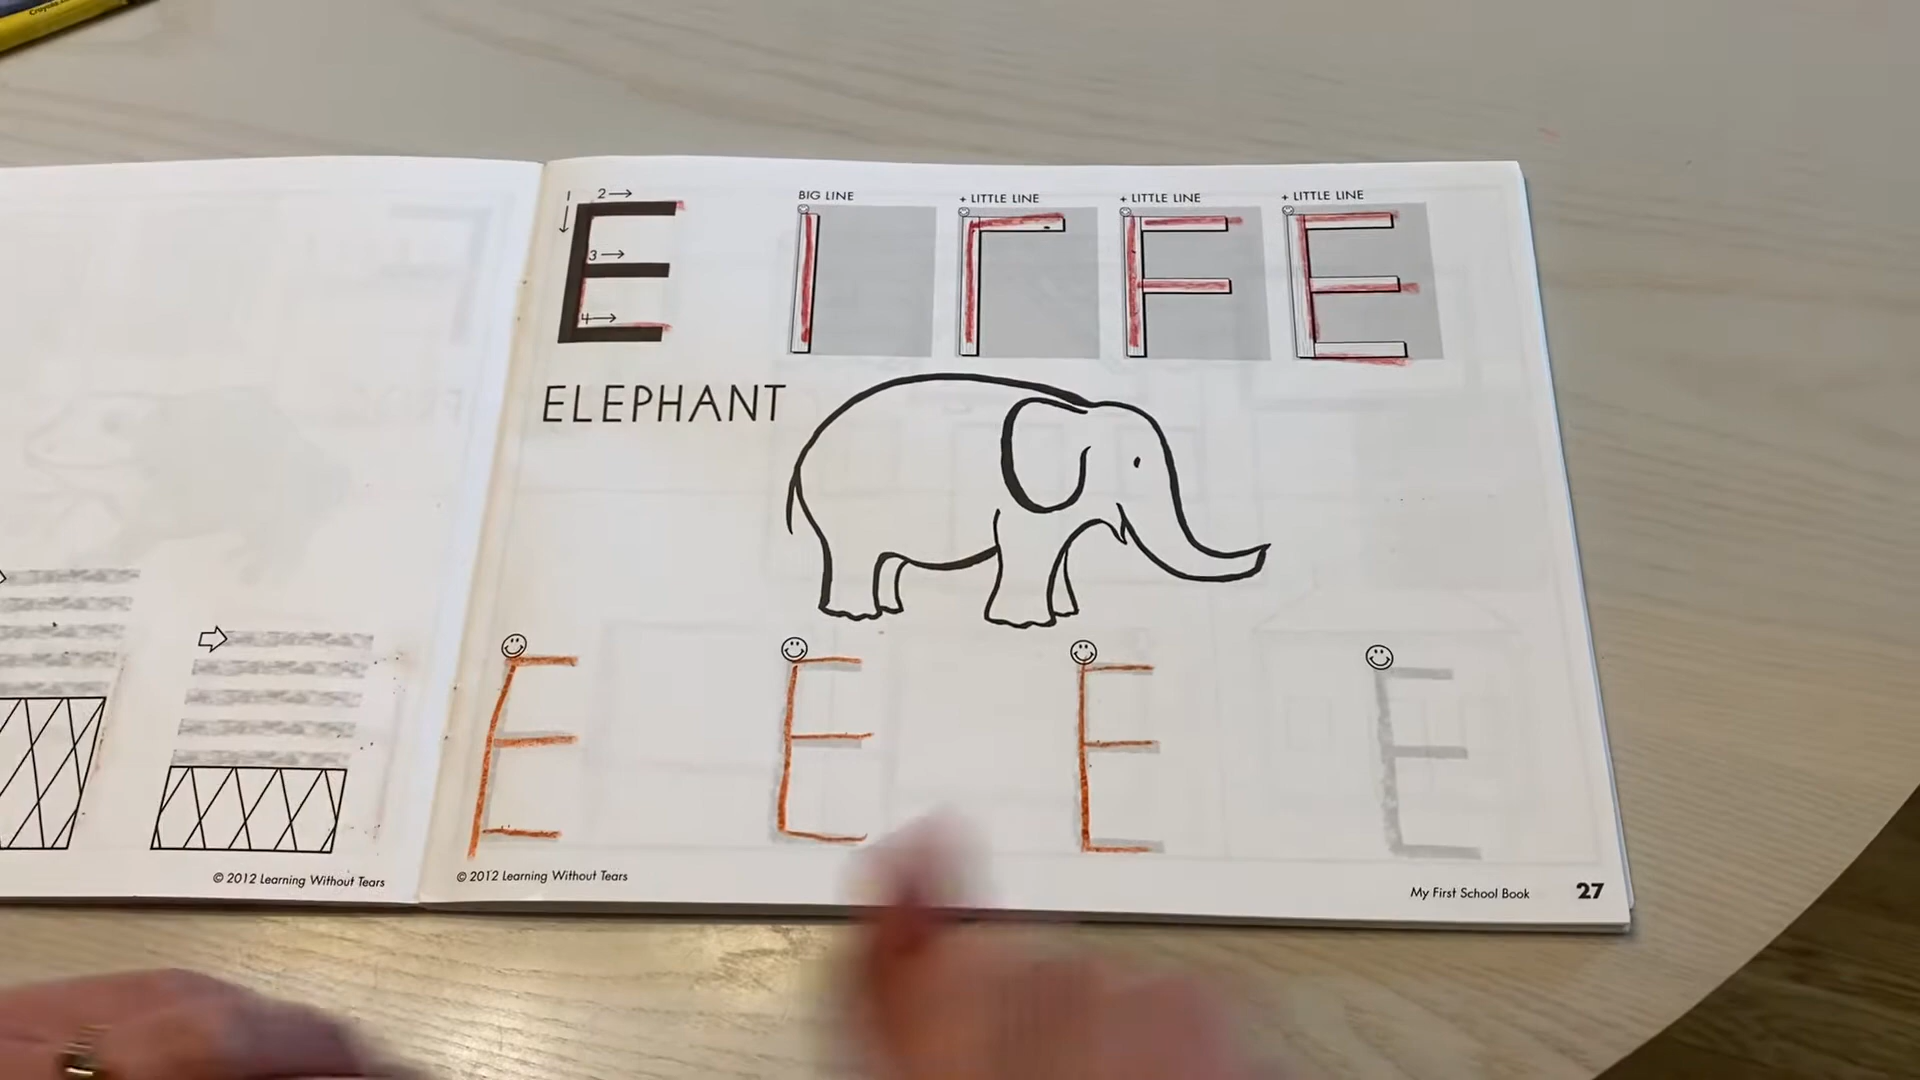 1 2 3 4 E
BIG LINE
+ LITTLE LINE
+ LITTLE LINE
+ LITTLE LINE
F E
ELEPHANT
E E E E
© 2012 Learning Without Tears
© 2012 Learning Without Tears
My First School Book 27